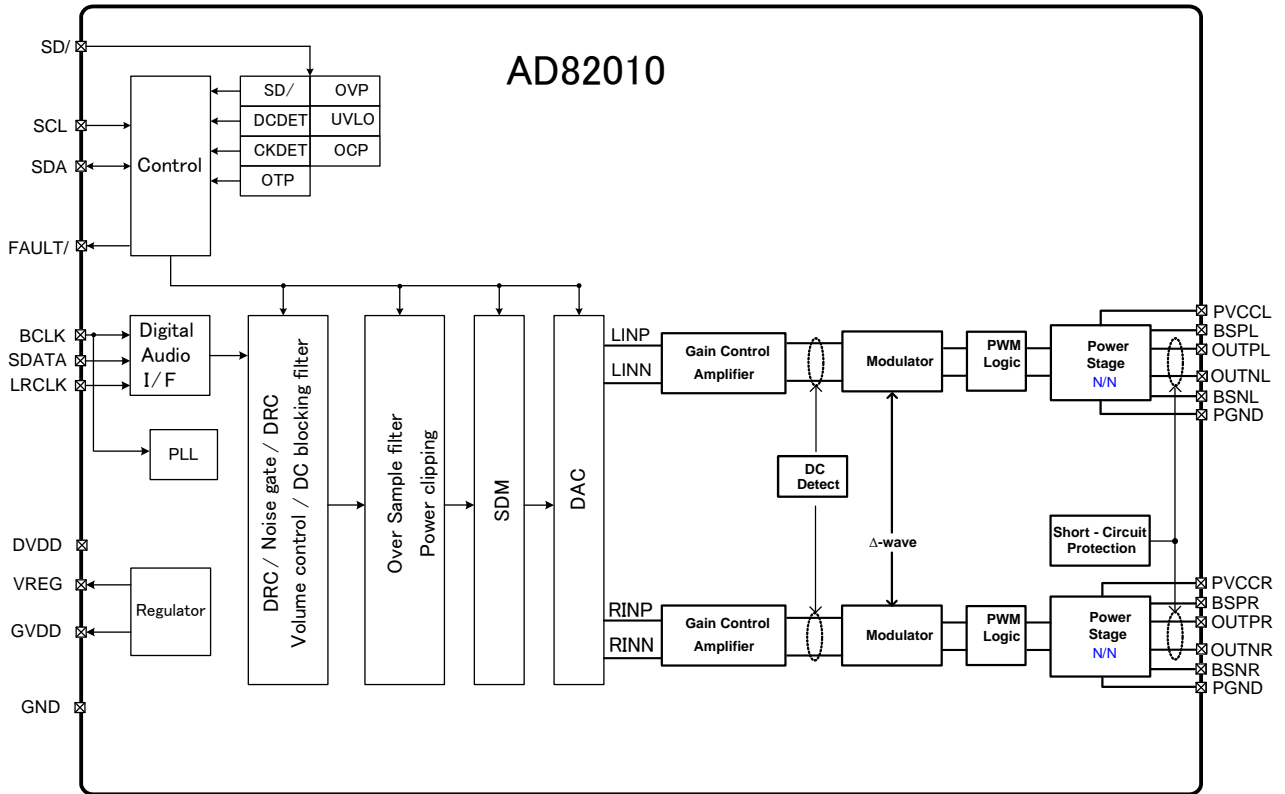 AD82010
SD/
SCL
SDA
FAULT/
Control
SD/
OVP
DCDET
UVLO
CKDET
OCP
OTP
BCLK
SDATA
LRCLK
Digital
Audio
I/F
PLL
DVDD
VREG
GVDD
Regulator
GND
DRC / Noise gate / DRC
Volume control / DC blocking filter
Over Sample filter
Power clipping
SDM
DAC
LINP
LINN
Gain Control
Amplifier
Modulator
PWM
Logic
Power
Stage
N/N
PVCCL
BSPL
OUTPL
OUTNL
BSNL
PGND
DC
Detect
Δ-wave
Short - Circuit
Protection
RINP
RINN
Gain Control
Amplifier
Modulator
PWM
Logic
Power
Stage
N/N
PVCCR
BSPR
OUTPR
OUTNR
BSNR
PGND